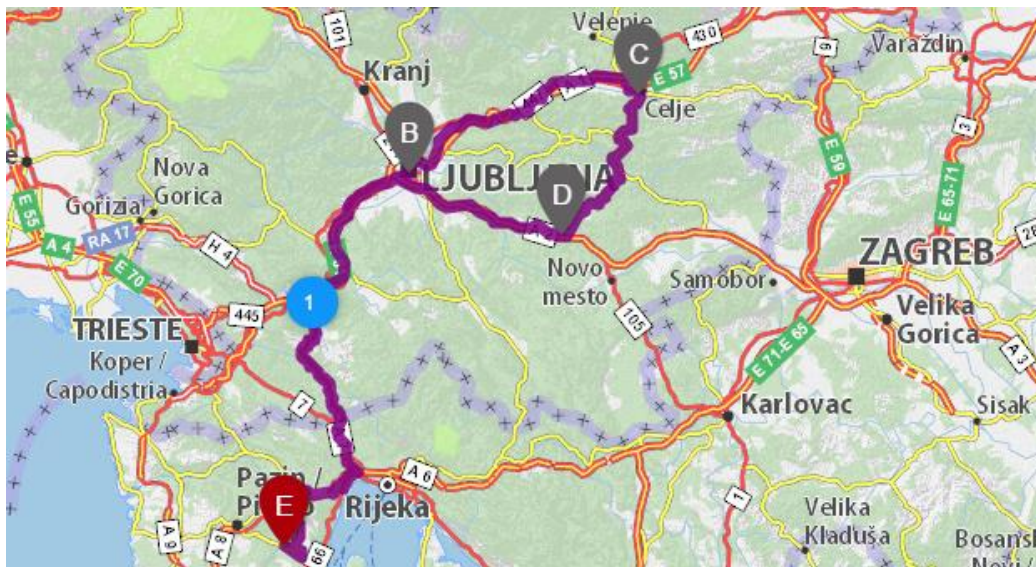 101
Velenje
430
6
Varaždin
Kranj
C
E 57
Celje
B
LJUBLJANA
E 59
3
Nova
Gorica
D
E 65-71
E 55
Gorizia
A 2
A 4
RA 17
H 4
ZAGREB
E 70
Novo
mesto
Samobor
1
445
TRIESTE
105
Velika
Gorica
Koper /
Capodistria
E 71-E 65
A 3
7
Karlovac
Sisak
Pazin /
A 6
E
Rijeka
1
Velika
Kladuša
A 9
A 8
66